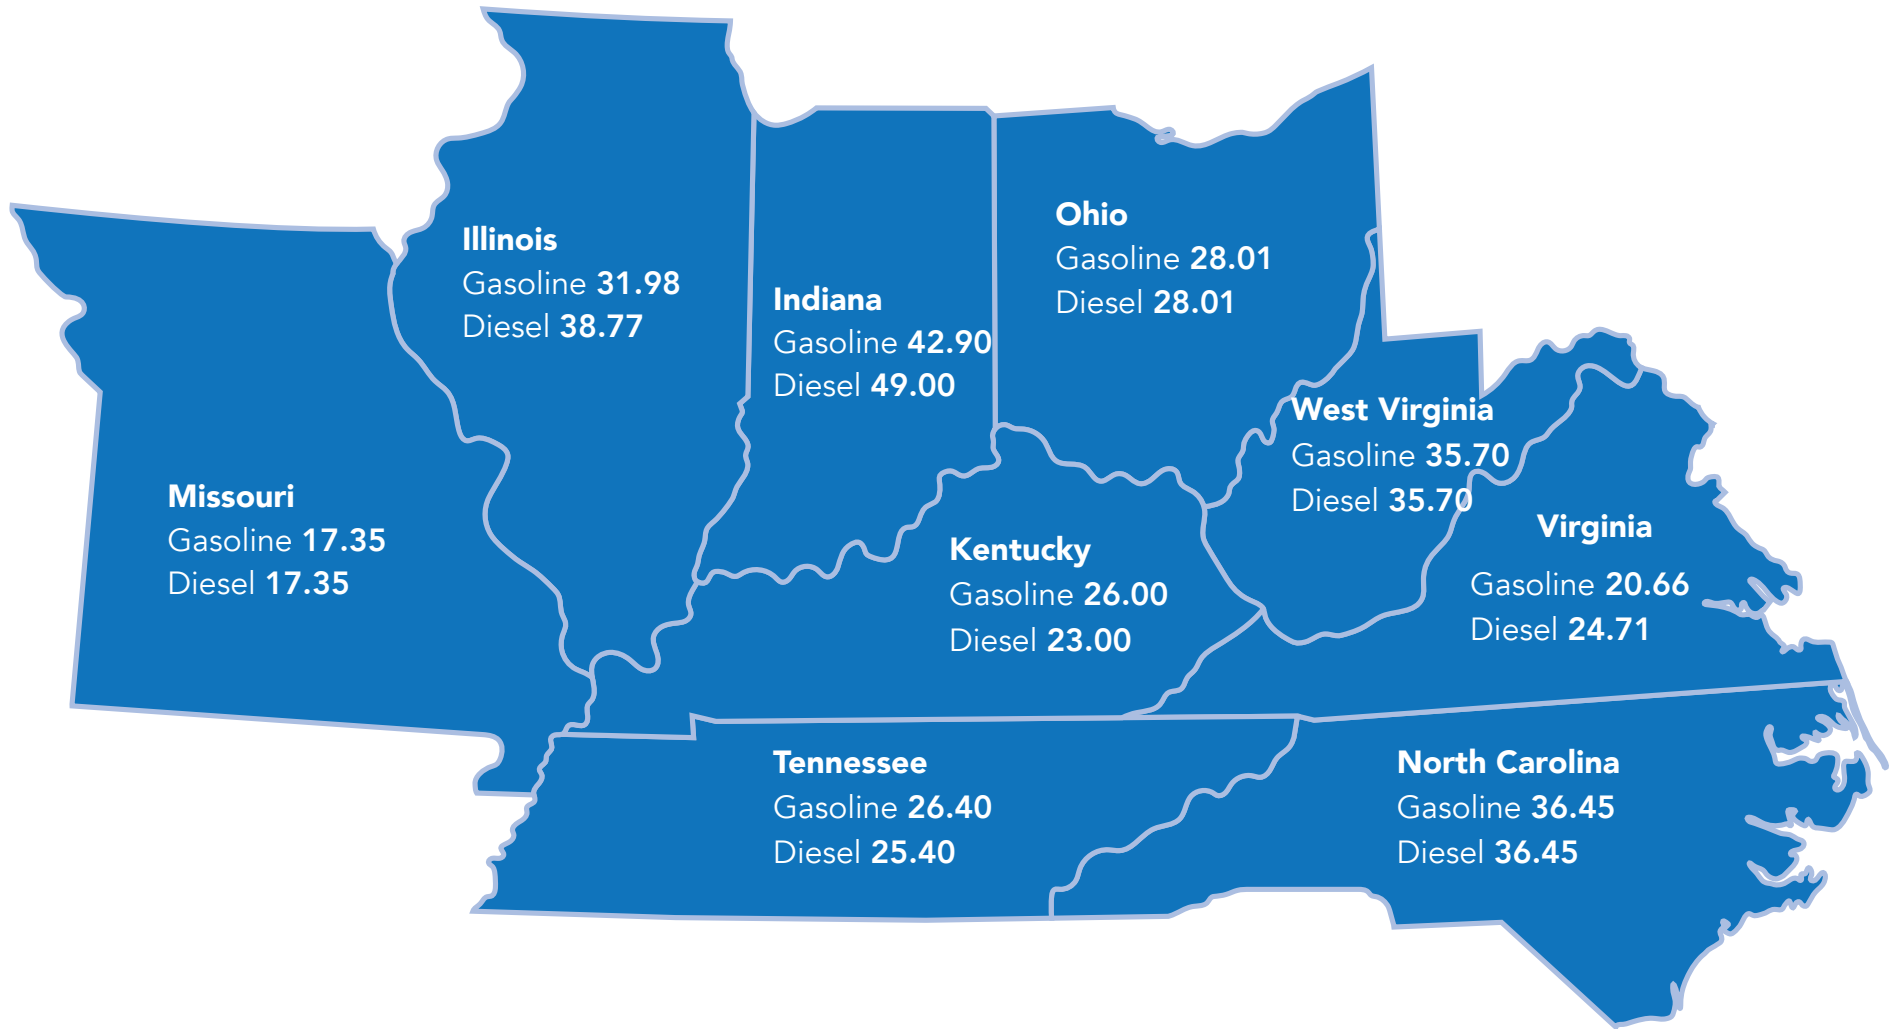 Illinois
Gasoline 31.98
Diesel 38.77
Indiana
Gasoline 42.90
Diesel 49.00
Ohio
Gasoline 28.01
Diesel 28.01
West Virginia
Gasoline 35.70
Diesel 35.70
Missouri
Gasoline 17.35
Diesel 17.35
Kentucky
Gasoline 26.00
Diesel 23.00
Virginia
Gasoline 20.66
Diesel 24.71
Tennessee
Gasoline 26.40
Diesel 25.40
North Carolina
Gasoline 36.45
Diesel 36.45